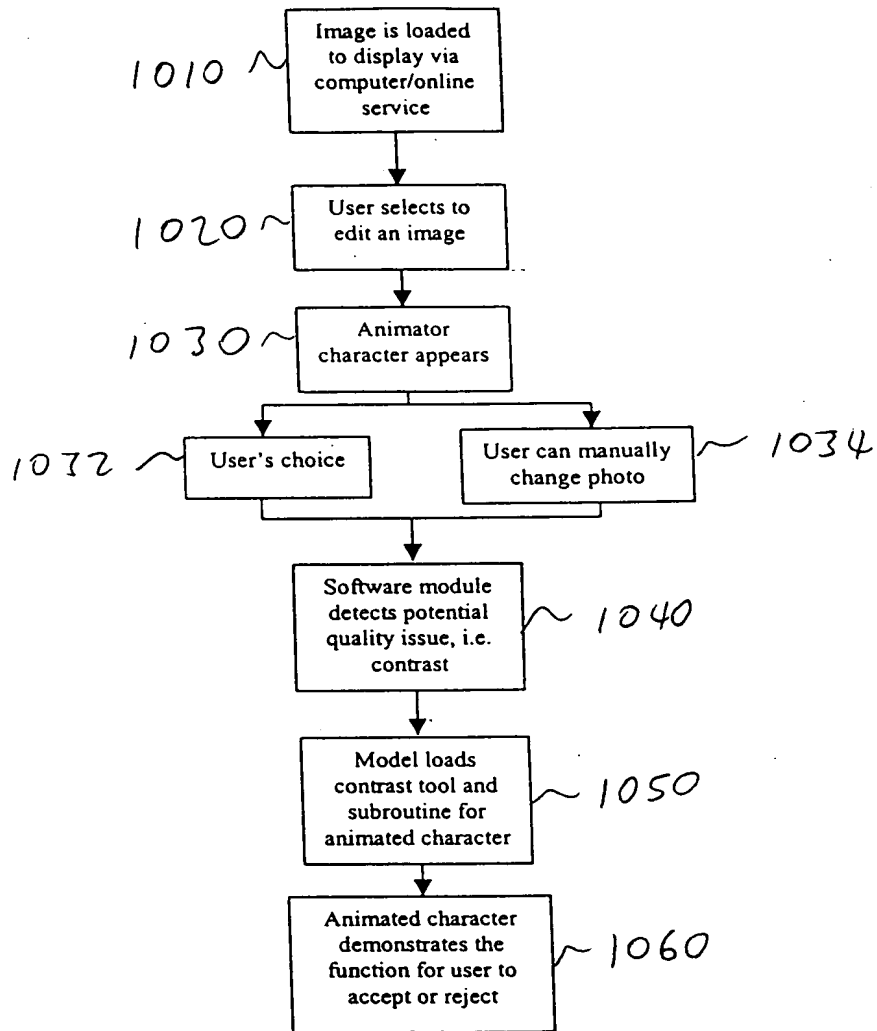 Image is loaded
to display via
computer/online
service
1010
User selects to
edit an image
1020
Animator
character appears
1030
User's choice
1032
User can manually
change photo
1034
Software module
detects potential
quality issue, i.e.
contrast
1040
Model loads
contrast tool and
subroutine for
animated character
1050
Animated character
demonstrates the
function for user to
accept or reject
1060